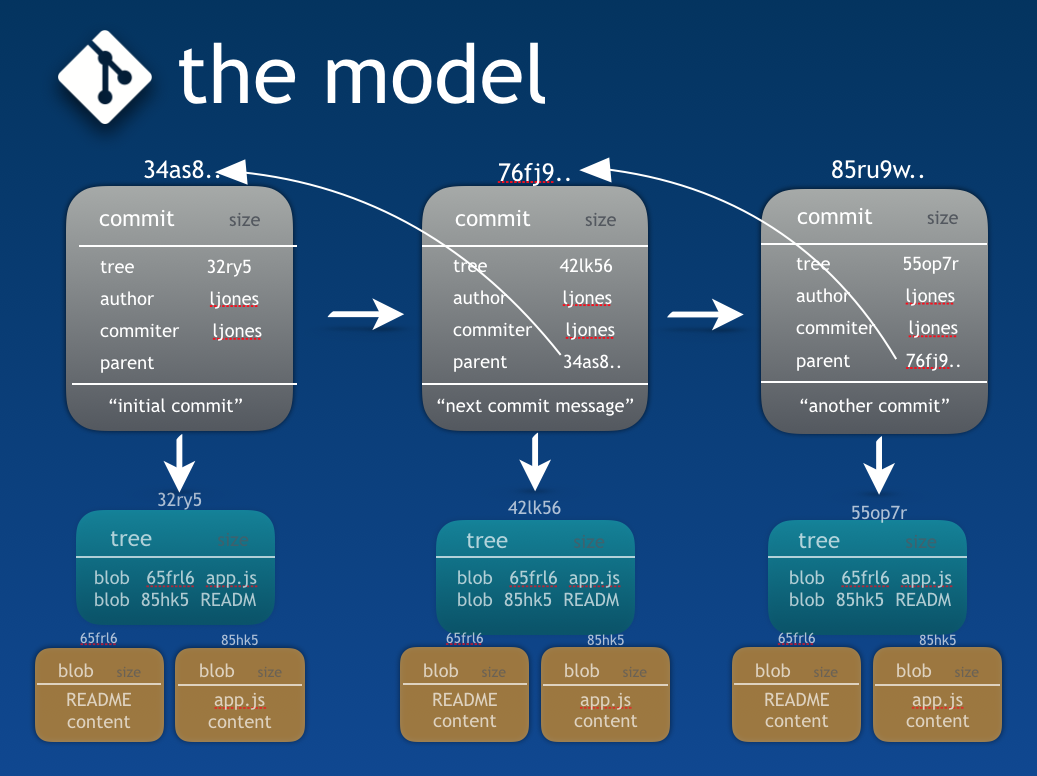 the model
34as8..
76fj9..
85ru9w..
commit size
tree 32ry5
author ljones
commiter ljones
parent
“initial commit”
commit size
tree 42lk56
author ljones
commiter ljones
parent 34as8..
“next commit message”
commit size
tree 55op7r
author ljones
commiter ljones
parent 76fj9..
“another commit”
32ry5
tree size
blob 65frl6 app.js
blob 85hk5 READM
42lk56
tree size
blob 65frl6 app.js
blob 85hk5 READM
55op7r
tree size
blob 65frl6 app.js
blob 85hk5 READM
65frl6
blob size
README
content
85hk5
blob size
app.js
content
65frl6
blob size
README
content
85hk5
blob size
app.js
content
65frl6
blob size
README
content
85hk5
blob size
app.js
content